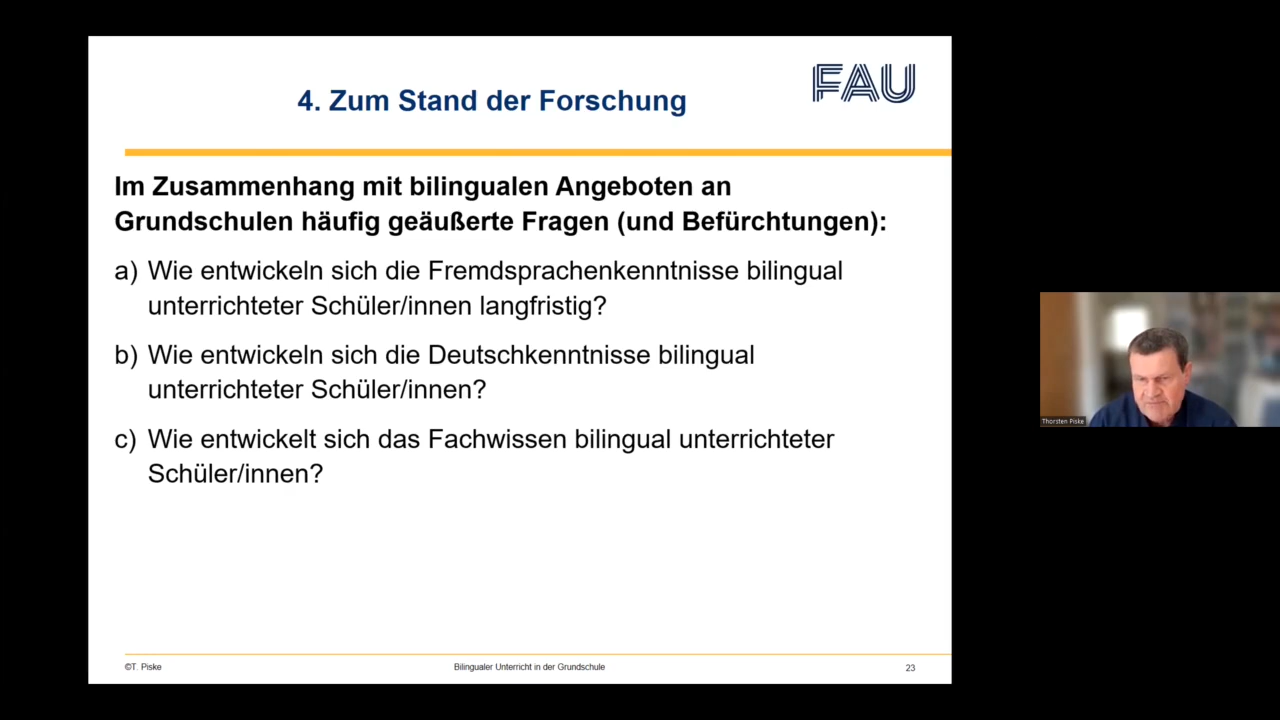 FAU
4. Zum Stand der Forschung
Im Zusammenhang mit bilingualen Angeboten an
Grundschulen häufig geäußerte Fragen (und Befürchtungen):
a) Wie entwickeln sich die Fremdsprachenkenntnisse bilingual
unterrichteter Schüler/innen langfristig?
b) Wie entwickeln sich die Deutschkenntnisse bilingual
unterrichteter Schüler/innen?
c) Wie entwickelt sich das Fachwissen bilingual unterrichteter
Schüler/innen?
Thorsten Piske
©T. Piske
Bilingualer Unterricht in der Grundschule
23